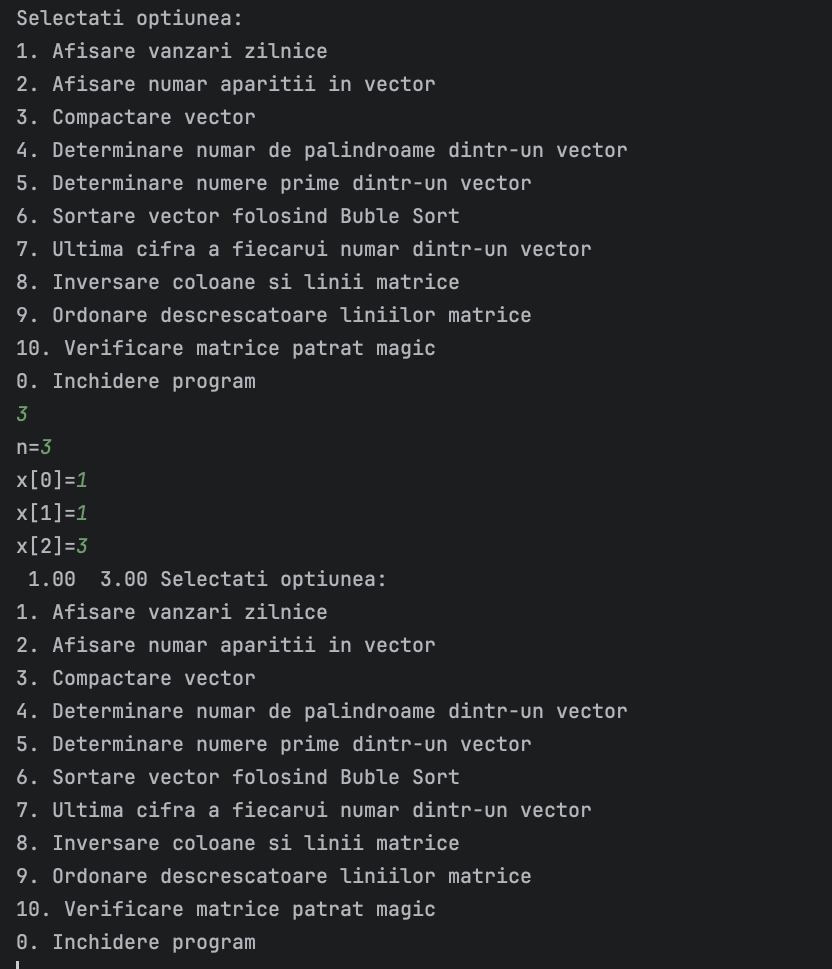 Selectati optiunea:
1. Afisare vanzari zilnice
2. Afisare numar aparitii in vector
3. Compactare vector
4. Determinare numar de palindroame dintr-un vector
5. Determinare numere prime dintr-un vector
6. Sortare vector folosind Buble Sort
7. Ultima cifra a fiecarui numar dintr-un vector
8. Inversare coloane si linii matrice
9. Ordonare descrescatoare liniilor matrice
10. Verificare matrice patrat magic
0. Inchidere program
3
n=3
x[0]=1
x[1]=1
x[2]=3
 1.00  3.00 Selectati optiunea:
1. Afisare vanzari zilnice
2. Afisare numar aparitii in vector
3. Compactare vector
4. Determinare numar de palindroame dintr-un vector
5. Determinare numere prime dintr-un vector
6. Sortare vector folosind Buble Sort
7. Ultima cifra a fiecarui numar dintr-un vector
8. Inversare coloane si linii matrice
9. Ordonare descrescatoare liniilor matrice
10. Verificare matrice patrat magic
0. Inchidere program